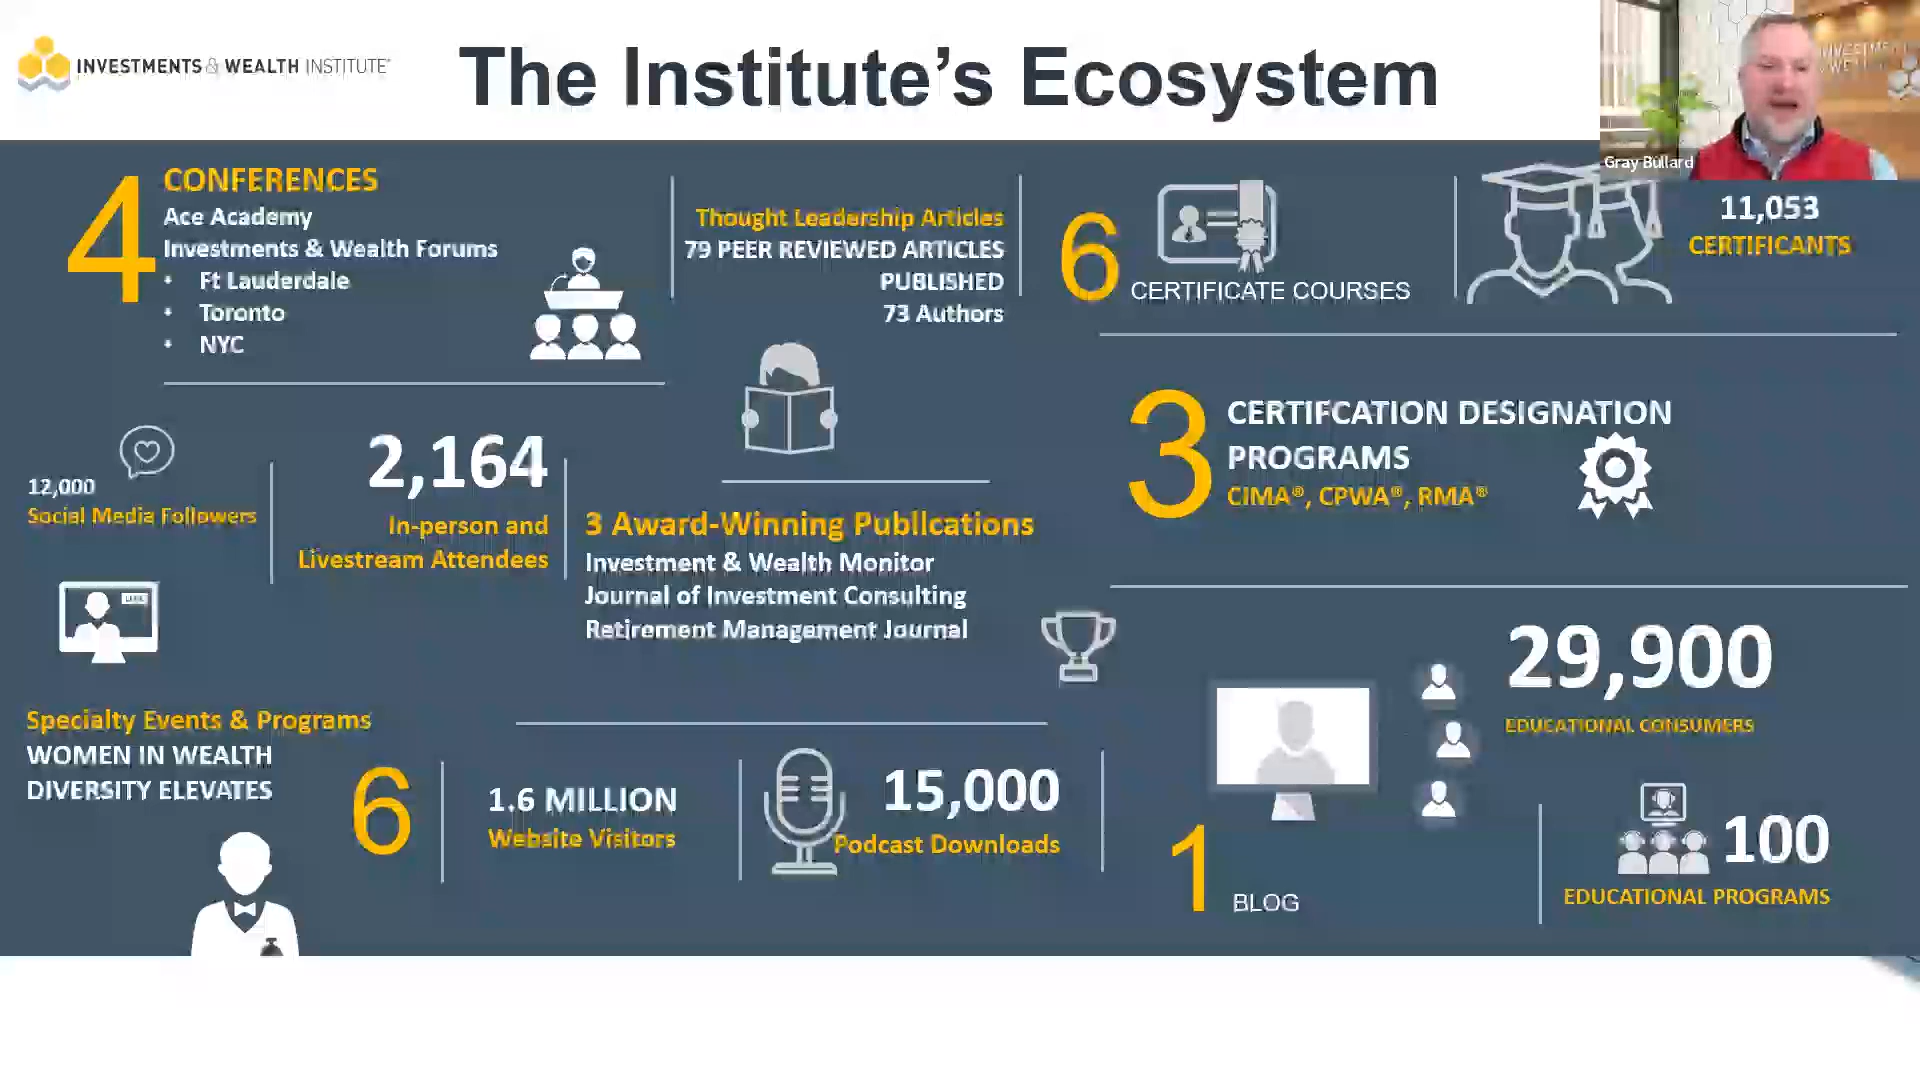 INVESTMENTS & WEALTH INSTITUTE
The Institute's Ecosystem
Gray Bullard
4
CONFERENCES
Ace Academy
Investments & Wealth Forums
• Ft Lauderdale
• Toronto
• NYC
Thought Leadership Articles
79 PEER REVIEWED ARTICLES
PUBLISHED
73 Authors
6
CERTIFICATE COURSES
11,053
CERTIFICANTS
12,000
Social Media Followers
2,164
In-person and
Livestream Attendees
3 Award-Winning Publications
Investment & Wealth Monitor
Journal of Investment Consulting
Retirement Management Journal
3
CERTIFCATION DESIGNATION
PROGRAMS
CIMA®, CPWA®, RMA®
Specialty Events & Programs
WOMEN IN WEALTH
DIVERSITY ELEVATES
6
1.6 MILLION
Website Visitors
15,000
Podcast Downloads
29,900
EDUCATIONAL CONSUMERS
1
BLOG
100
EDUCATIONAL PROGRAMS